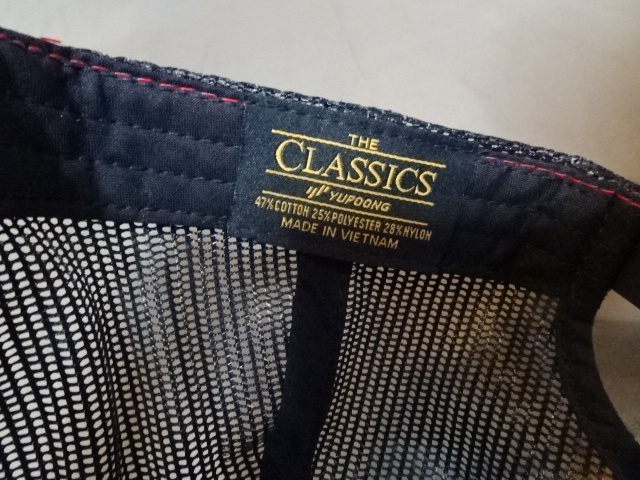 THE
CLASSICS
YUPOONG
47% COTTON 25% POLYESTER 28% NYLON
MADE IN VIETNAM